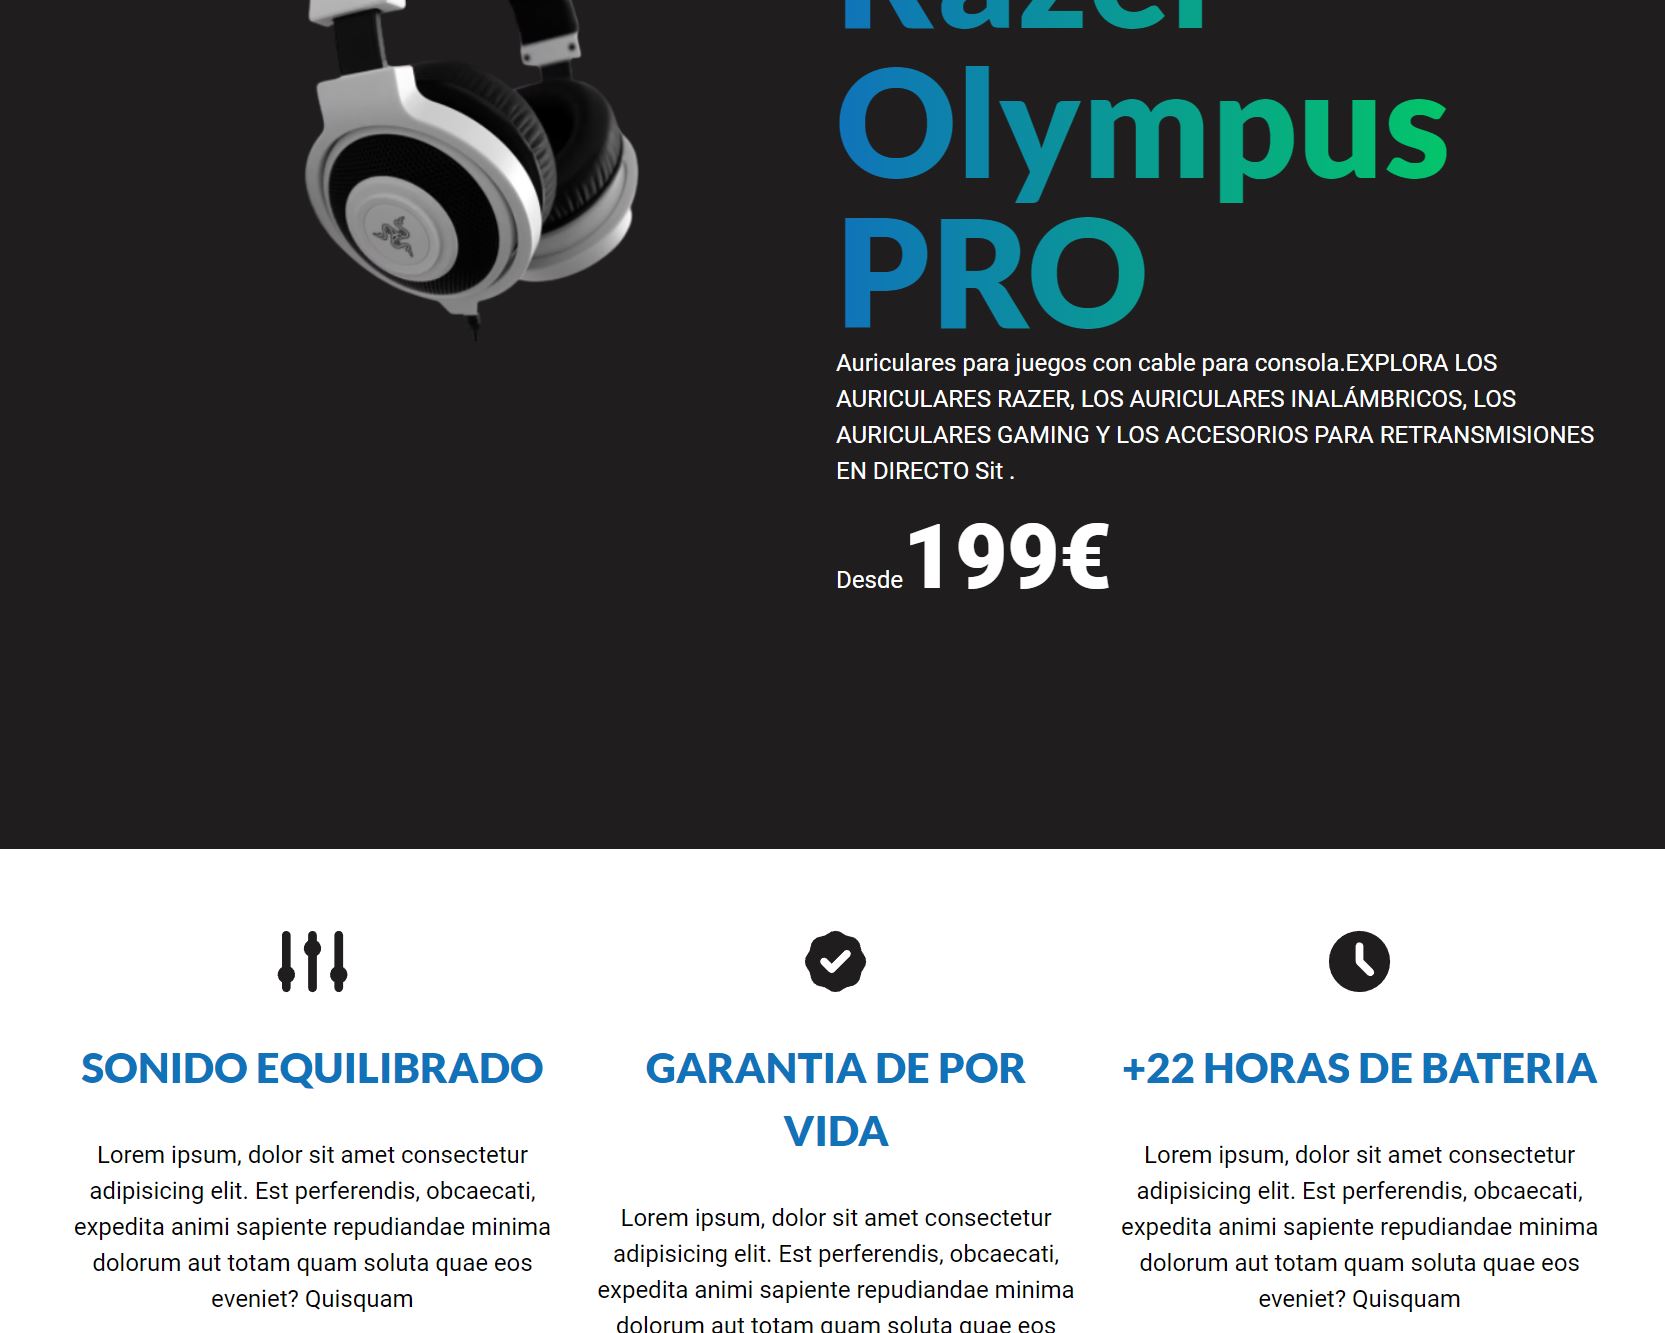 Razer
Olympus
PRO
Auriculares para juegos con cable para consola.EXPLORA LOS
AURICULARES RAZER, LOS AURICULARES INALÁMBRICOS, LOS
AURICULARES GAMING Y LOS ACCESORIOS PARA RETRANSMISIONES
EN DIRECTO Sit .
Desde 199€
SONIDO EQUILIBRADO
Lorem ipsum, dolor sit amet consectetur
adipisicing elit. Est perferendis, obcaecati,
expedita animi sapiente repudiandae minima
dolorum aut totam quam soluta quae eos
eveniet? Quisquam
GARANTIA DE POR
VIDA
Lorem ipsum, dolor sit amet consectetur
adipisicing elit. Est perferendis, obcaecati,
expedita animi sapiente repudiandae minima
dolorum aut totam quam soluta quae eos
+22 HORAS DE BATERIA
Lorem ipsum, dolor sit amet consectetur
adipisicing elit. Est perferendis, obcaecati,
expedita animi sapiente repudiandae minima
dolorum aut totam quam soluta quae eos
eveniet? Quisquam